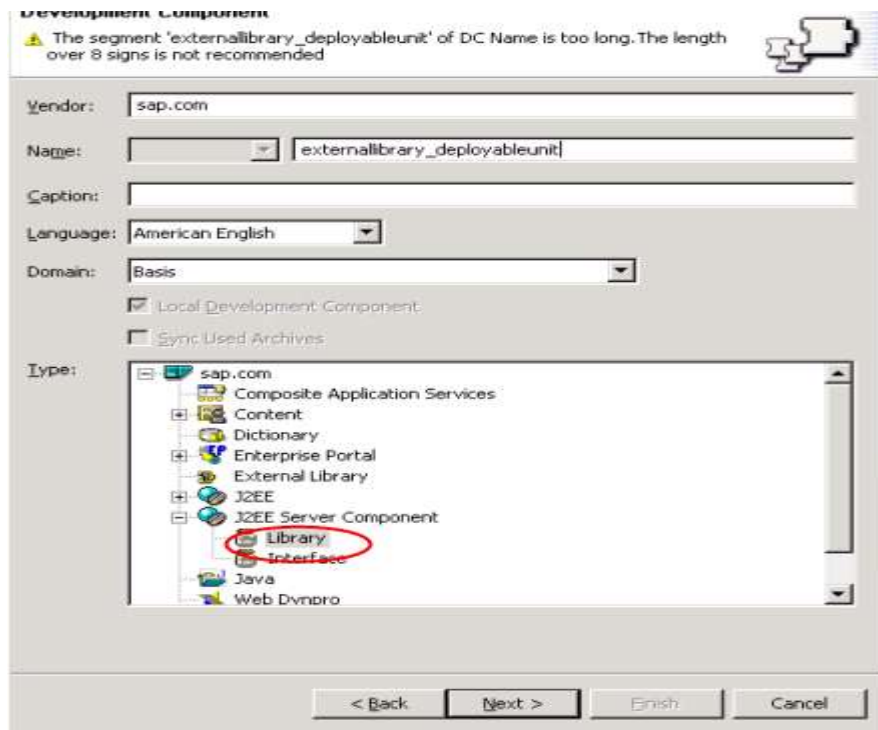 Development Component
The segment 'externallibrary_deployableunit' of DC Name is too long.The length
over 8 signs is not recommended
Vendor: sap.com
Name: externallibrary_deployableunit
Caption:
Language: American English
Domain: Basis
Local Development Component
Sync Used Archives
Type: sap.com
Composite Application Services
Content
Dictionary
Enterprise Portal
External Library
J2EE
J2EE Server Component
Library
Interface
Java
Web Dynpro
< Back Next > Finish Cancel